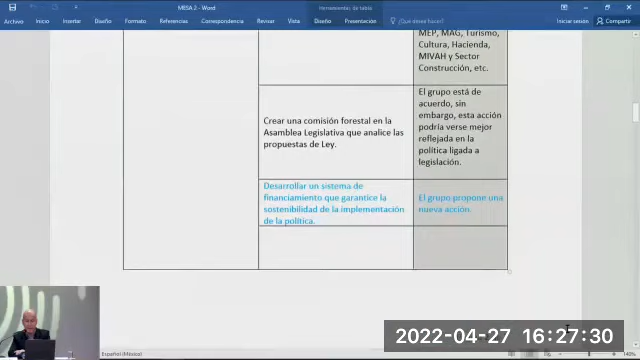 MESA 2 - Word
Herramientas de tabla
Archivo
Inicio
Insertar
Diseño
Formato
Referencias
Correspondencia
Revisar
Vista
Diseño
Presentación
¿Qué desea hacer?
Iniciar sesión
Compartir
MEP, MAG, Turismo,
Cultura, Hacienda,
MIVAH y Sector
Construcción, etc.
Crear una comisión forestal en la
Asamblea Legislativa que analice las
propuestas de Ley.
El grupo está de
acuerdo, sin
embargo, esta acción
podría verse mejor
reflejada en la
política ligada a
legislación.
Desarrollar un sistema de
financiamiento que garantice la
sostenibilidad de la implementación
de la política.
El grupo propone una
nueva acción.
Español (México)
140%
2022-04-27 16:27:30